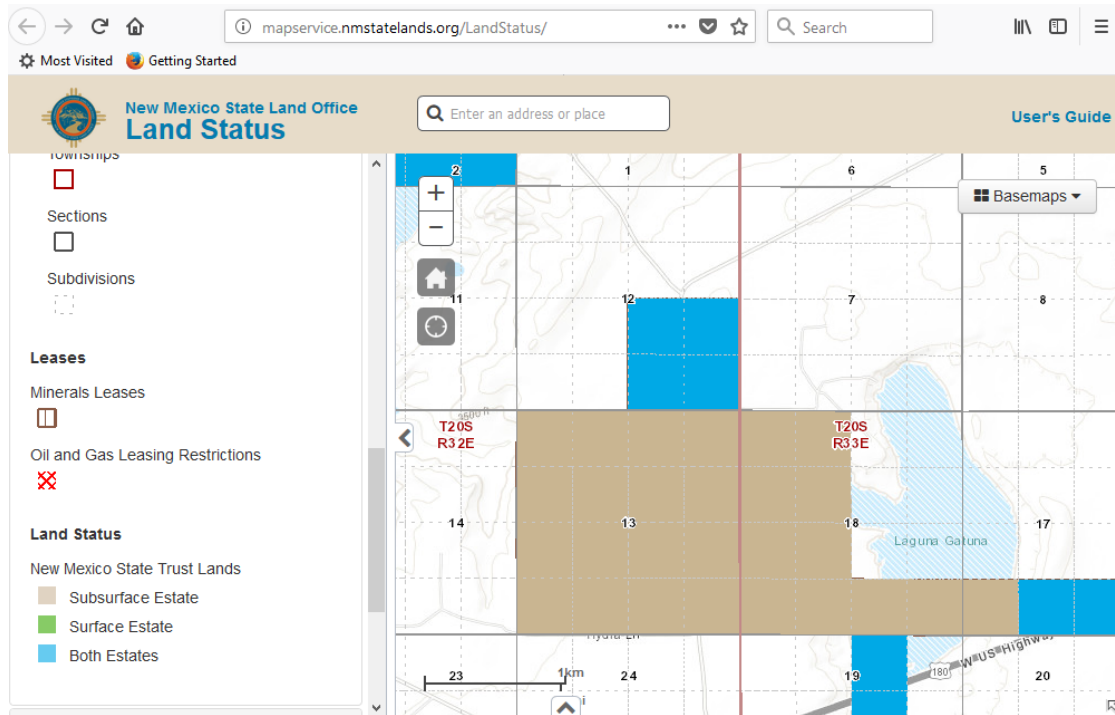 mapservice.nmstatelands.org/LandStatus/
Search
Most Visited
Getting Started
New Mexico State Land Office
Land Status
Enter an address or place
User's Guide
Townships
Sections
Subdivisions
Leases
Minerals Leases
Oil and Gas Leasing Restrictions
Land Status
New Mexico State Trust Lands
Subsurface Estate
Surface Estate
Both Estates
2
1
6
5
+
Basemaps
−
11
12
7
8
3500 ft
T20S
R32E
T20S
R33E
14
13
18
17
Laguna Gatuna
W US Highway
180
23
1km
24
19
20